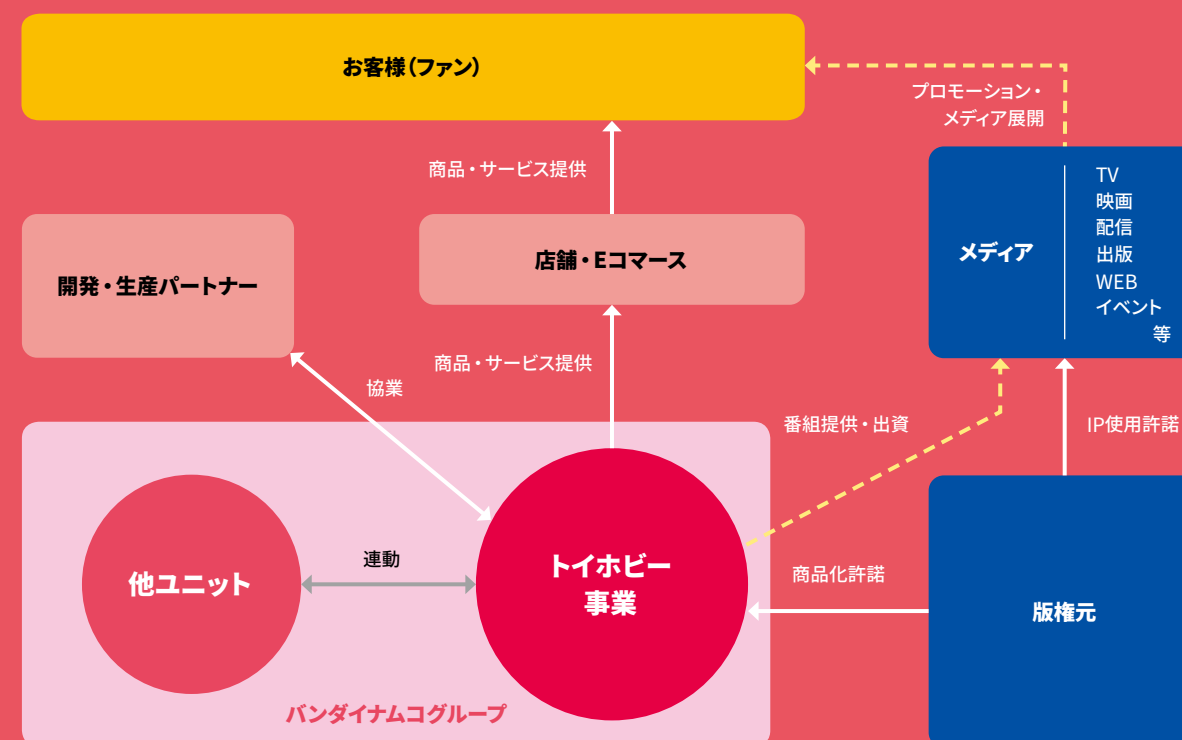 お客様(ファン)
プロモーション・
メディア展開
商品・サービス提供
開発・生産パートナー
店舗・Eコマース
メディア
TV
映画
配信
出版
WEB
イベント
等
協業
商品・サービス提供
番組提供・出資
IP使用許諾
他ユニット
連動
トイホビー
事業
商品化許諾
版権元
バンダイナムコグループ